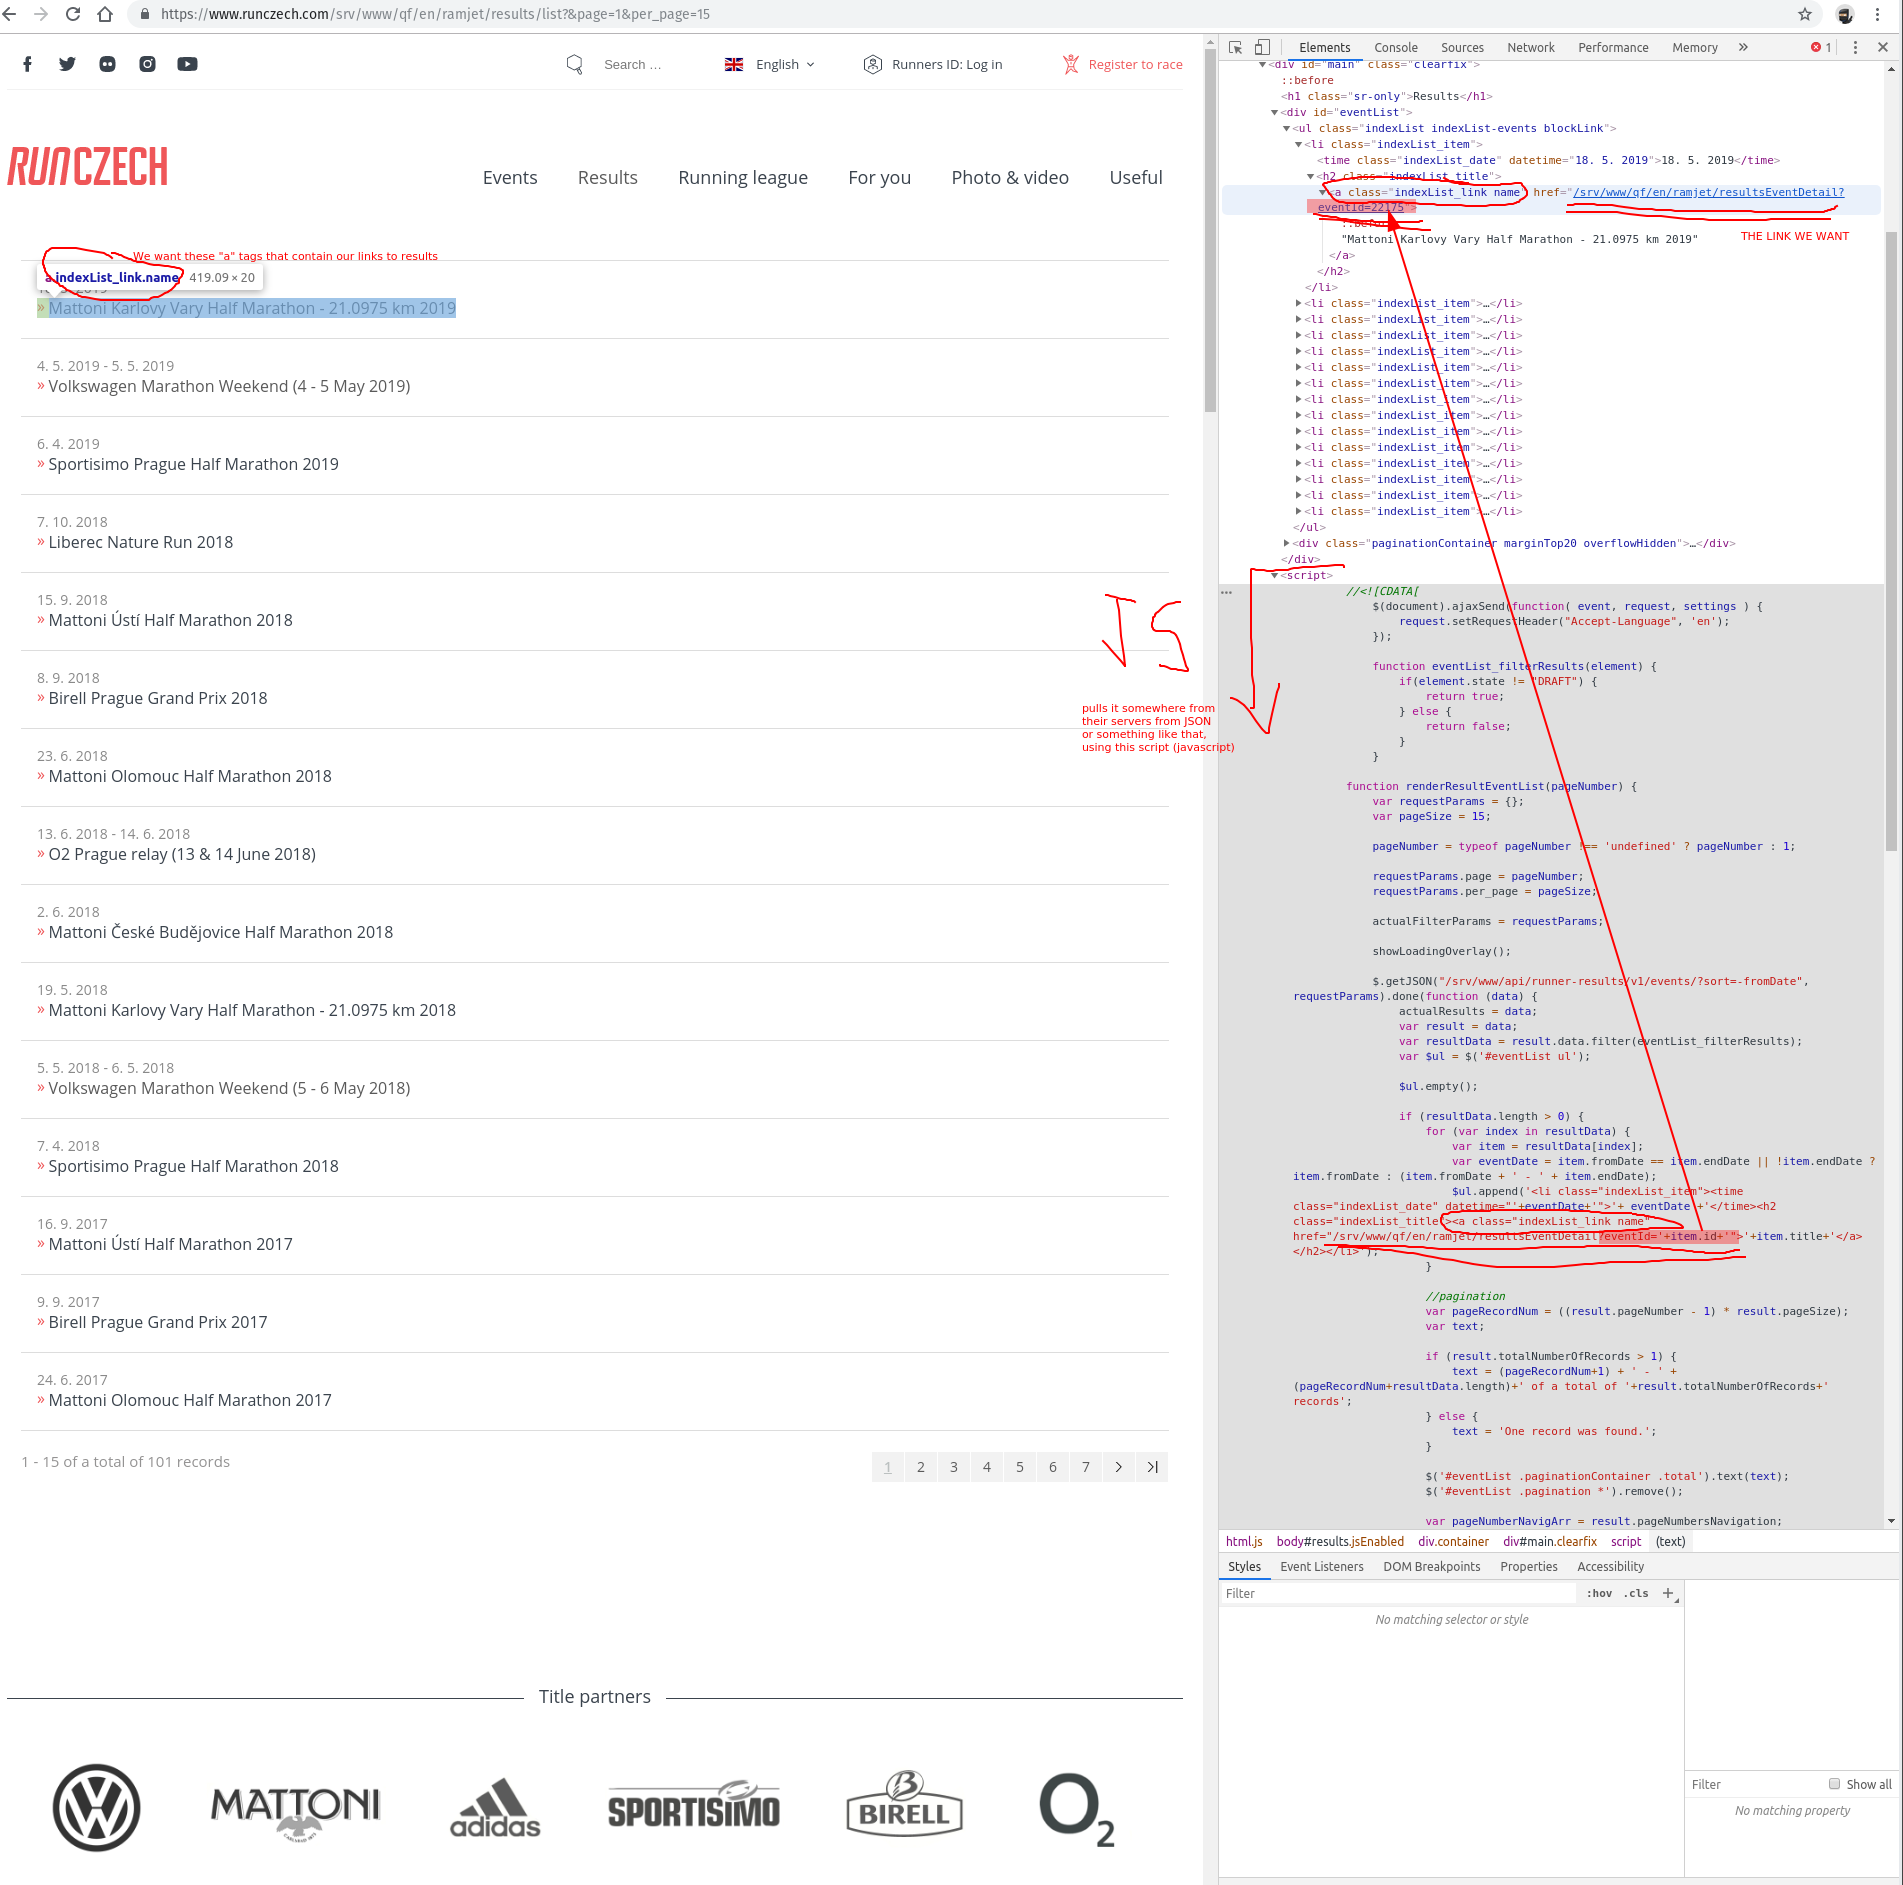 https://www.runczech.com/srv/www/qf/en/ramjet/results/list?&page=1&per_page=15
Search ...
English
Runners ID: Log in
Register to race
RUNCZECH
Events Results Running league For you Photo & video Useful
We want these "a" tags that contain our links to results
a.indexList_link.name 419.09 × 20
» Mattoni Karlovy Vary Half Marathon - 21.0975 km 2019
4. 5. 2019 - 5. 5. 2019
» Volkswagen Marathon Weekend (4 - 5 May 2019)
6. 4. 2019
» Sportisimo Prague Half Marathon 2019
7. 10. 2018
» Liberec Nature Run 2018
15. 9. 2018
» Mattoni Ústí Half Marathon 2018
8. 9. 2018
» Birell Prague Grand Prix 2018
23. 6. 2018
» Mattoni Olomouc Half Marathon 2018
13. 6. 2018 - 14. 6. 2018
» O2 Prague relay (13 & 14 June 2018)
2. 6. 2018
» Mattoni České Budějovice Half Marathon 2018
19. 5. 2018
» Mattoni Karlovy Vary Half Marathon - 21.0975 km 2018
5. 5. 2018 - 6. 5. 2018
» Volkswagen Marathon Weekend (5 - 6 May 2018)
7. 4. 2018
» Sportisimo Prague Half Marathon 2018
16. 9. 2017
» Mattoni Ústí Half Marathon 2017
9. 9. 2017
» Birell Prague Grand Prix 2017
24. 6. 2017
» Mattoni Olomouc Half Marathon 2017
1 - 15 of a total of 101 records
1 2 3 4 5 6 7 > >|
JS
pulls it somewhere from
their servers from JSON
or something like that,
using this script (javascript)
Title partners
MATTONI
adidas
SPORTISIMO
BIRELL
O2
Elements Console Sources Network Performance Memory » 1
<div id="main" class="clearfix">
::before
<h1 class="sr-only">Results</h1>
<div id="eventList">
<ul class="indexList indexList-events blockLink">
<li class="indexList_item">
<time class="indexList_date" datetime="18. 5. 2019">18. 5. 2019</time>
<h2 class="indexList_title">
<a class="indexList_link name" href="/srv/www/qf/en/ramjet/resultsEventDetail?
eventId=22175">
::before
"Mattoni Karlovy Vary Half Marathon - 21.0975 km 2019"
THE LINK WE WANT
</a>
</h2>
</li>
<li class="indexList_item">…</li>
<li class="indexList_item">…</li>
<li class="indexList_item">…</li>
<li class="indexList_item">…</li>
<li class="indexList_item">…</li>
<li class="indexList_item">…</li>
<li class="indexList_item">…</li>
<li class="indexList_item">…</li>
<li class="indexList_item">…</li>
<li class="indexList_item">…</li>
<li class="indexList_item">…</li>
<li class="indexList_item">…</li>
<li class="indexList_item">…</li>
<li class="indexList_item">…</li>
</ul>
<div class="paginationContainer marginTop20 overflowHidden">…</div>
</div>
<script>
//<![CDATA[
$(document).ajaxSend(function( event, request, settings ) {
request.setRequestHeader("Accept-Language", 'en');
});
function eventList_filterResults(element) {
if(element.state != "DRAFT") {
return true;
} else {
return false;
}
}
function renderResultEventList(pageNumber) {
var requestParams = {};
var pageSize = 15;
pageNumber = typeof pageNumber !== 'undefined' ? pageNumber : 1;
requestParams.page = pageNumber;
requestParams.per_page = pageSize;
actualFilterParams = requestParams;
showLoadingOverlay();
$.getJSON("/srv/www/api/runner-results/v1/events/?sort=-fromDate",
requestParams).done(function (data) {
actualResults = data;
var result = data;
var resultData = result.data.filter(eventList_filterResults);
var $ul = $('#eventList ul');
$ul.empty();
if (resultData.length > 0) {
for (var index in resultData) {
var item = resultData[index];
var eventDate = item.fromDate == item.endDate || !item.endDate ?
item.fromDate : (item.fromDate + ' - ' + item.endDate);
$ul.append('<li class="indexList_item"><time
class="indexList_date" datetime="'+eventDate+'">'+ eventDate +'</time><h2
class="indexList_title"><a class="indexList_link name"
href="/srv/www/qf/en/ramjet/resultsEventDetail?eventId='+item.id+'">'+item.title+'</a>
</h2></li>');
}
//pagination
var pageRecordNum = ((result.pageNumber - 1) * result.pageSize);
var text;
if (result.totalNumberOfRecords > 1) {
text = (pageRecordNum+1) + ' - ' +
(pageRecordNum+resultData.length)+' of a total of '+result.totalNumberOfRecords+'
records';
} else {
text = 'One record was found.';
}
$('#eventList .paginationContainer .total').text(text);
$('#eventList .pagination *').remove();
var pageNumberNavigArr = result.pageNumbersNavigation;
html.js body#results.jsEnabled div.container div#main.clearfix script (text)
Styles Event Listeners DOM Breakpoints Properties Accessibility
Filter :hov .cls +
No matching selector or style
Filter Show all
No matching property